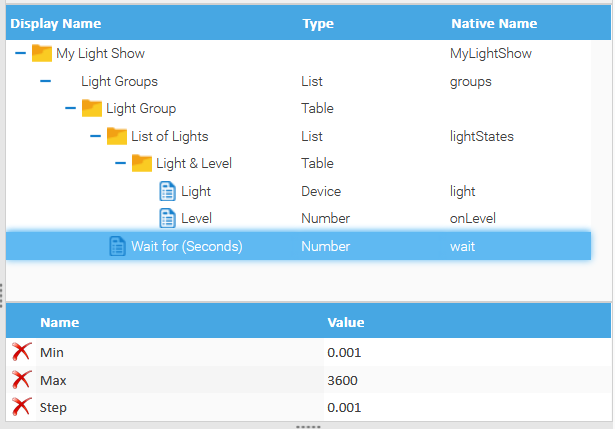 Display Name Type Native Name
My Light Show MyLightShow
Light Groups List groups
Light Group Table
List of Lights List lightStates
Light & Level Table
Light Device light
Level Number onLevel
Wait for (Seconds) Number wait
Name Value
Min 0.001
Max 3600
Step 0.001